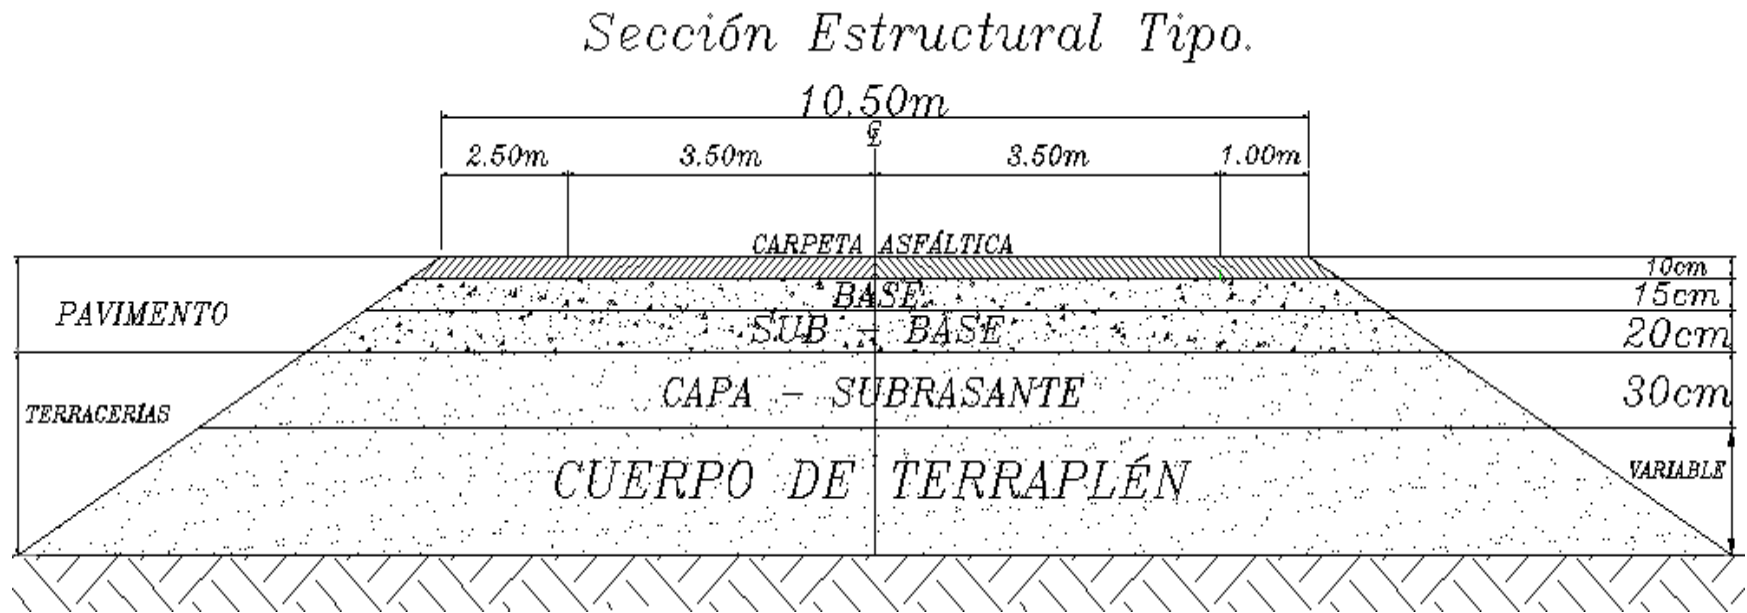 Sección Estructural Tipo.
10.50m
℄
2.50m 3.50m 3.50m 1.00m
CARPETA ASFÁLTICA
10cm
BASE 15cm
PAVIMENTO
SUB - BASE 20cm
CAPA - SUBRASANTE 30cm
TERRACERÍAS
CUERPO DE TERRAPLÉN VARIABLE